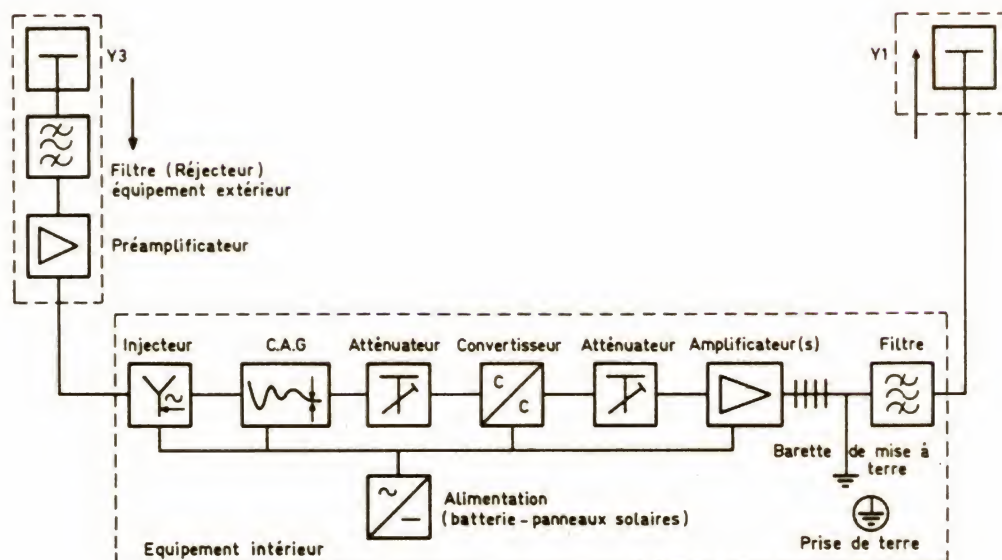 Y3
Y1
Filtre (Réjecteur)
équipement extérieur
Préamplificateur
Injecteur
C.A.G
Atténuateur
Convertisseur
Atténuateur
Amplificateur(s)
Filtre
C
C
Barette de mise à
terre
Alimentation
(batterie - panneaux solaires)
Prise de terre
Equipement intérieur